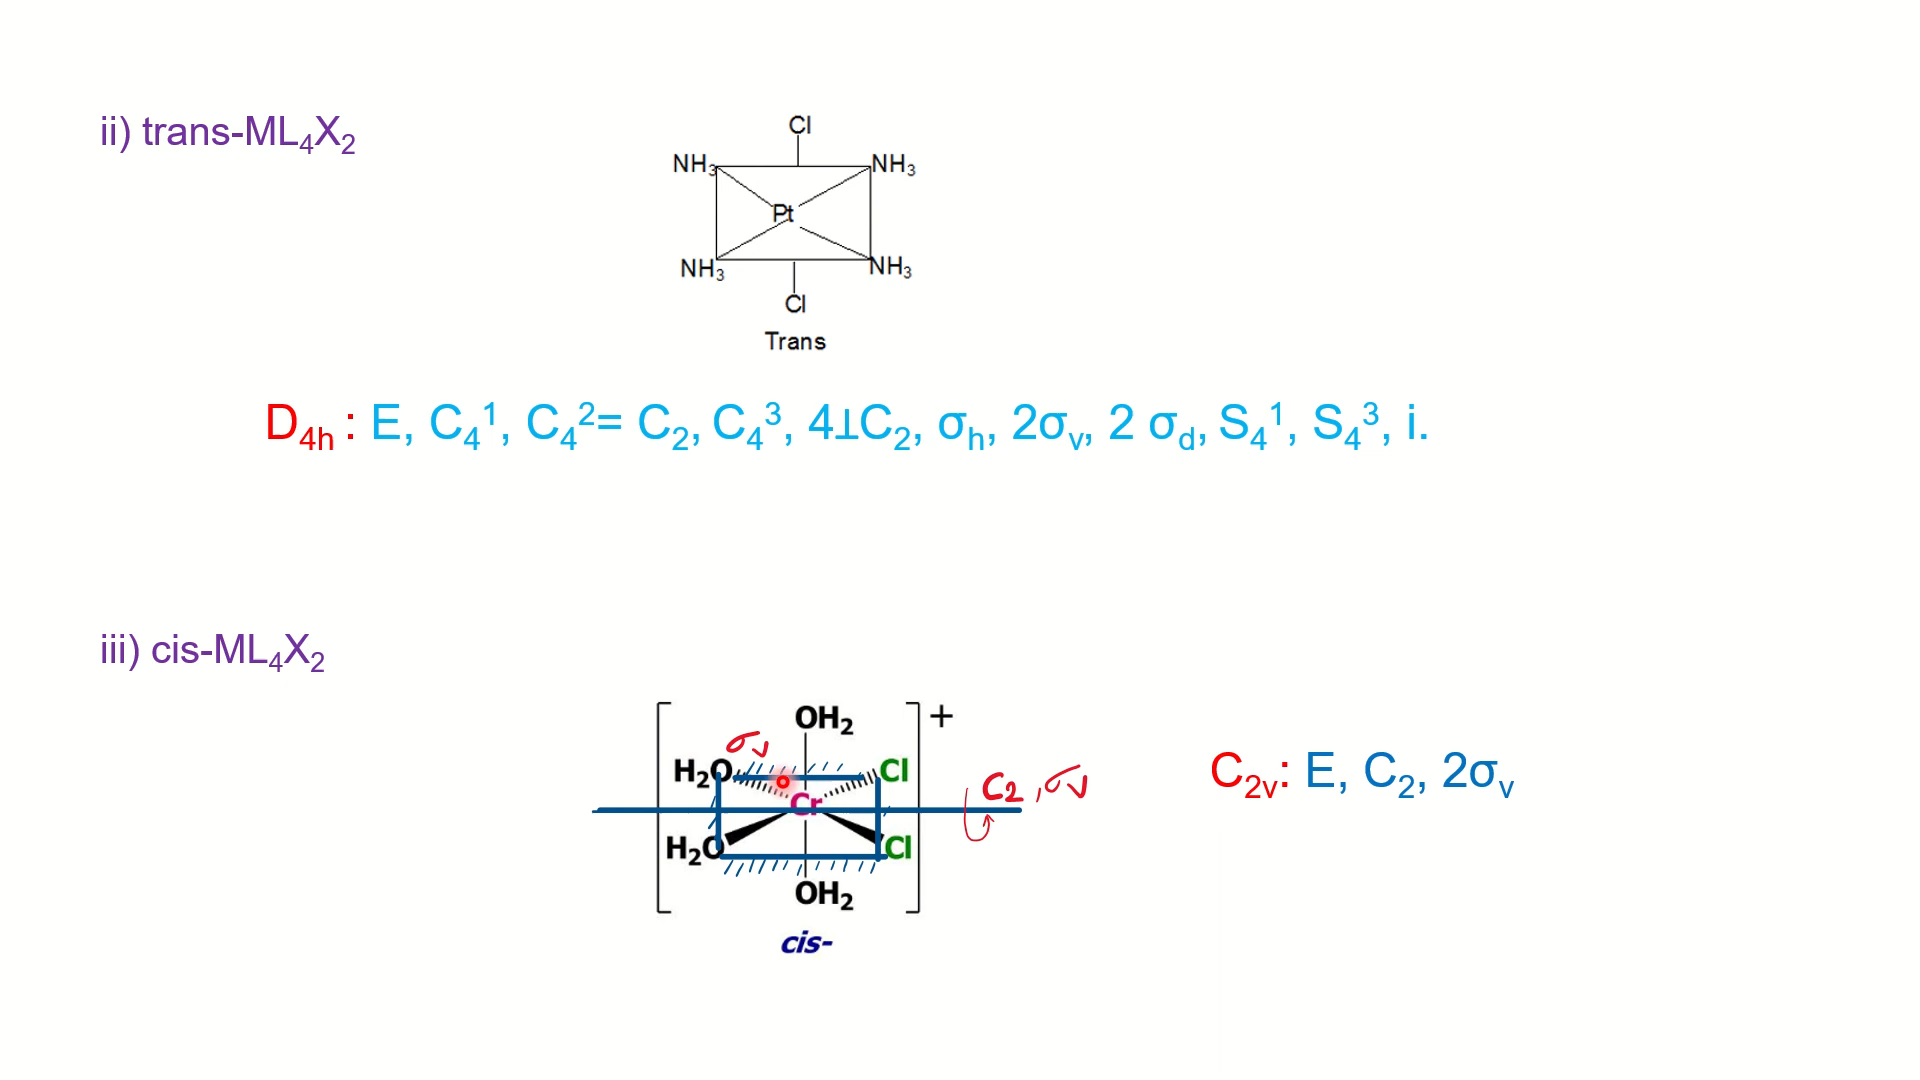 ii) trans-ML₄X₂
Cl
NH₃ NH₃
Pt
NH₃ NH₃
Cl
Trans
D₄ₕ : E, C₄¹, C₄²= C₂, C₄³, 4⊥C₂, σₕ, 2σᵥ, 2 σd, S₄¹, S₄³, i.
iii) cis-ML₄X₂
OH₂ +
σᵥ
H₂O Cl
C₂, σᵥ
Cr
H₂O Cl
OH₂
cis-
C₂ᵥ: E, C₂, 2σᵥ